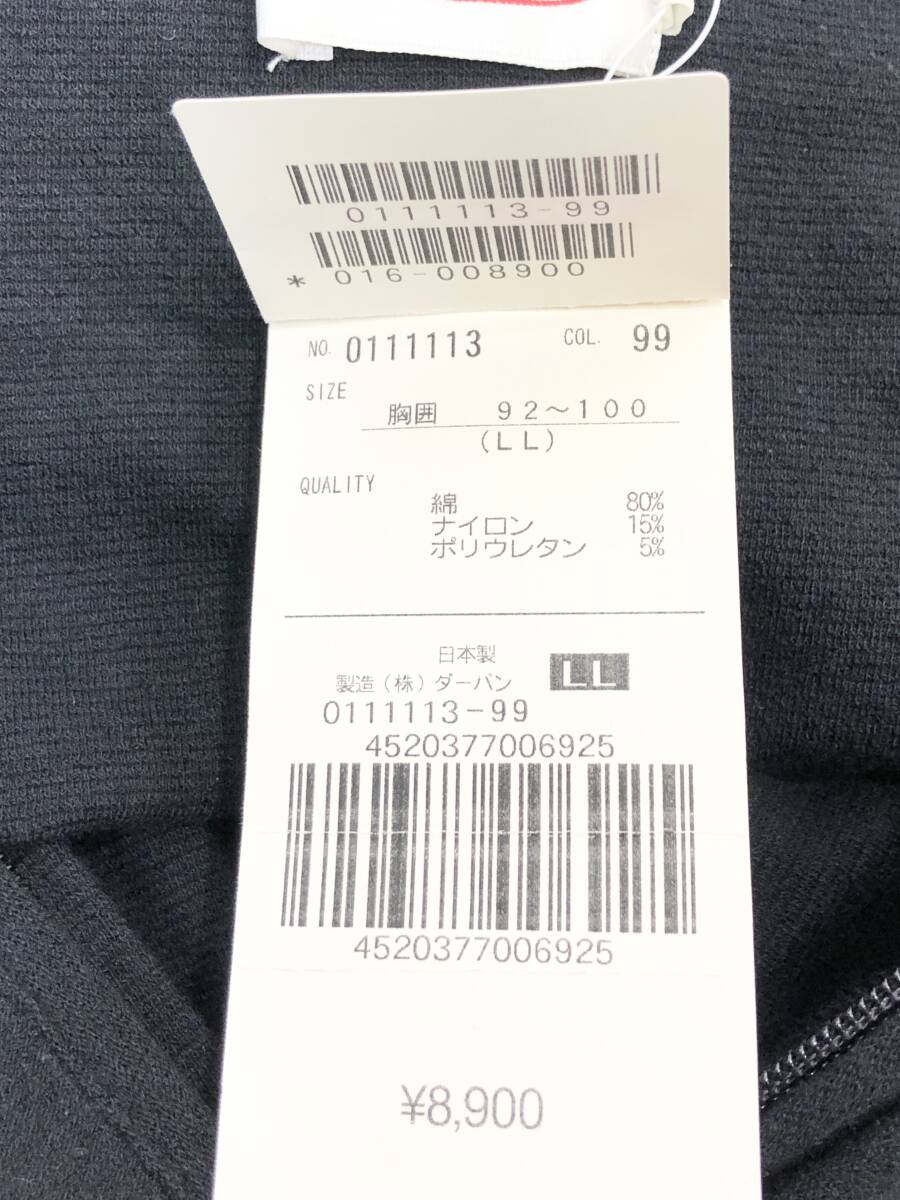 0111113-99
* 016-008900
NO. 0111113 COL. 99
SIZE
胸囲 92～100
(LL)
QUALITY
綿 80%
ナイロン 15%
ポリウレタン 5%
日本製
製造(株)ダーバン LL
0111113-99
4520377006925
4520377006925
¥8,900